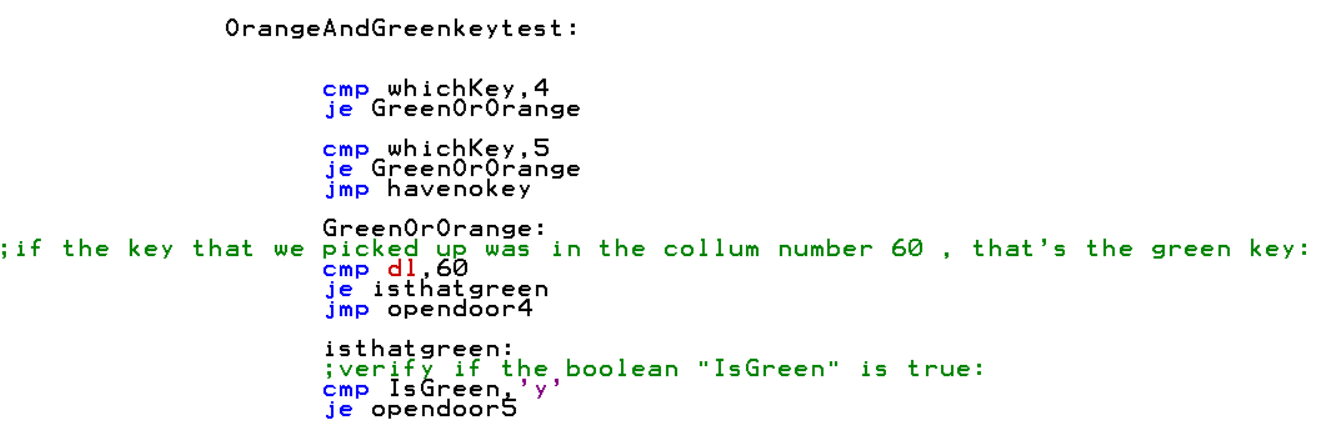 OrangeAndGreenkeytest:
cmp whichKey,4
je GreenOrOrange
cmp whichKey,5
je GreenOrOrange
jmp havenokey
GreenOrOrange:
;if the key that we picked up was in the collum number 60 , that's the green key:
cmp dl,60
je isthatgreen
jmp opendoor4
isthatgreen:
;verify if the boolean "IsGreen" is true:
cmp IsGreen,'y'
je opendoor5